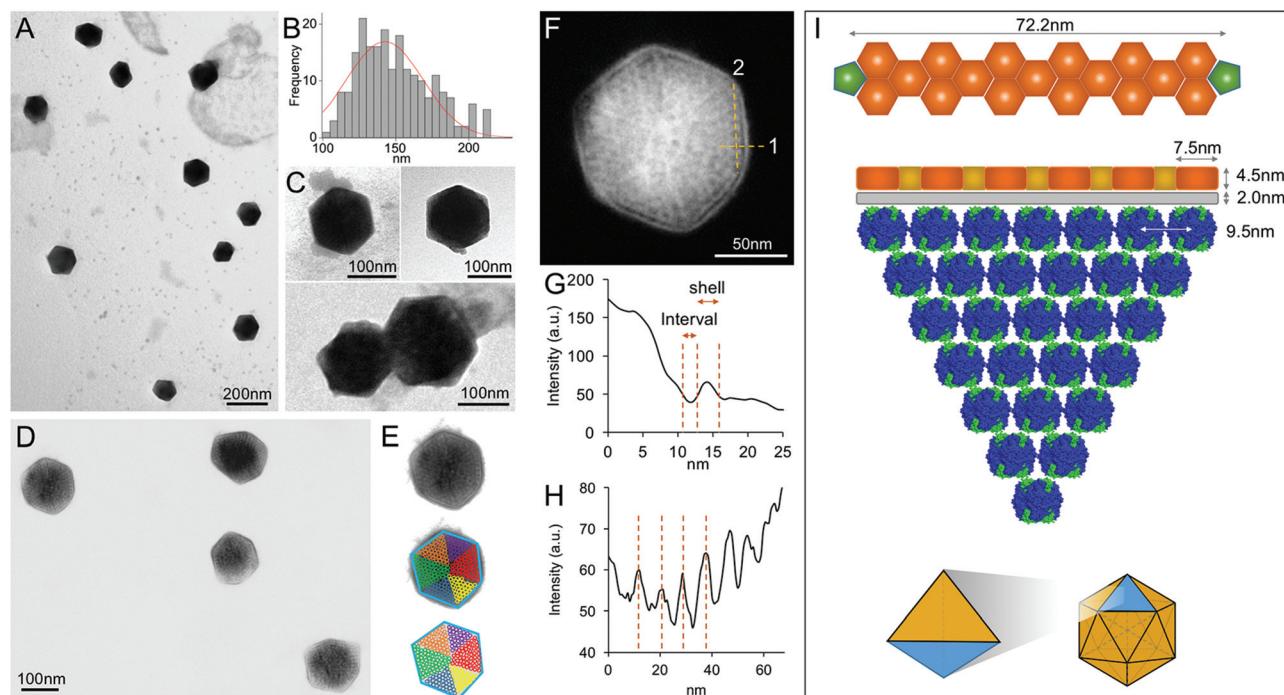 A
200nm
B
Frequency
20
10
0
100
150
200
nm
C
100nm
100nm
100nm
D
100nm
E
F
2
1
50nm
G
Intensity (a.u.)
200
150
100
50
0
shell
Interval
0
5
10
15
20
25
nm
H
Intensity (a.u.)
80
70
60
50
40
0
20
40
60
nm
I
72.2nm
7.5nm
4.5nm
2.0nm
9.5nm